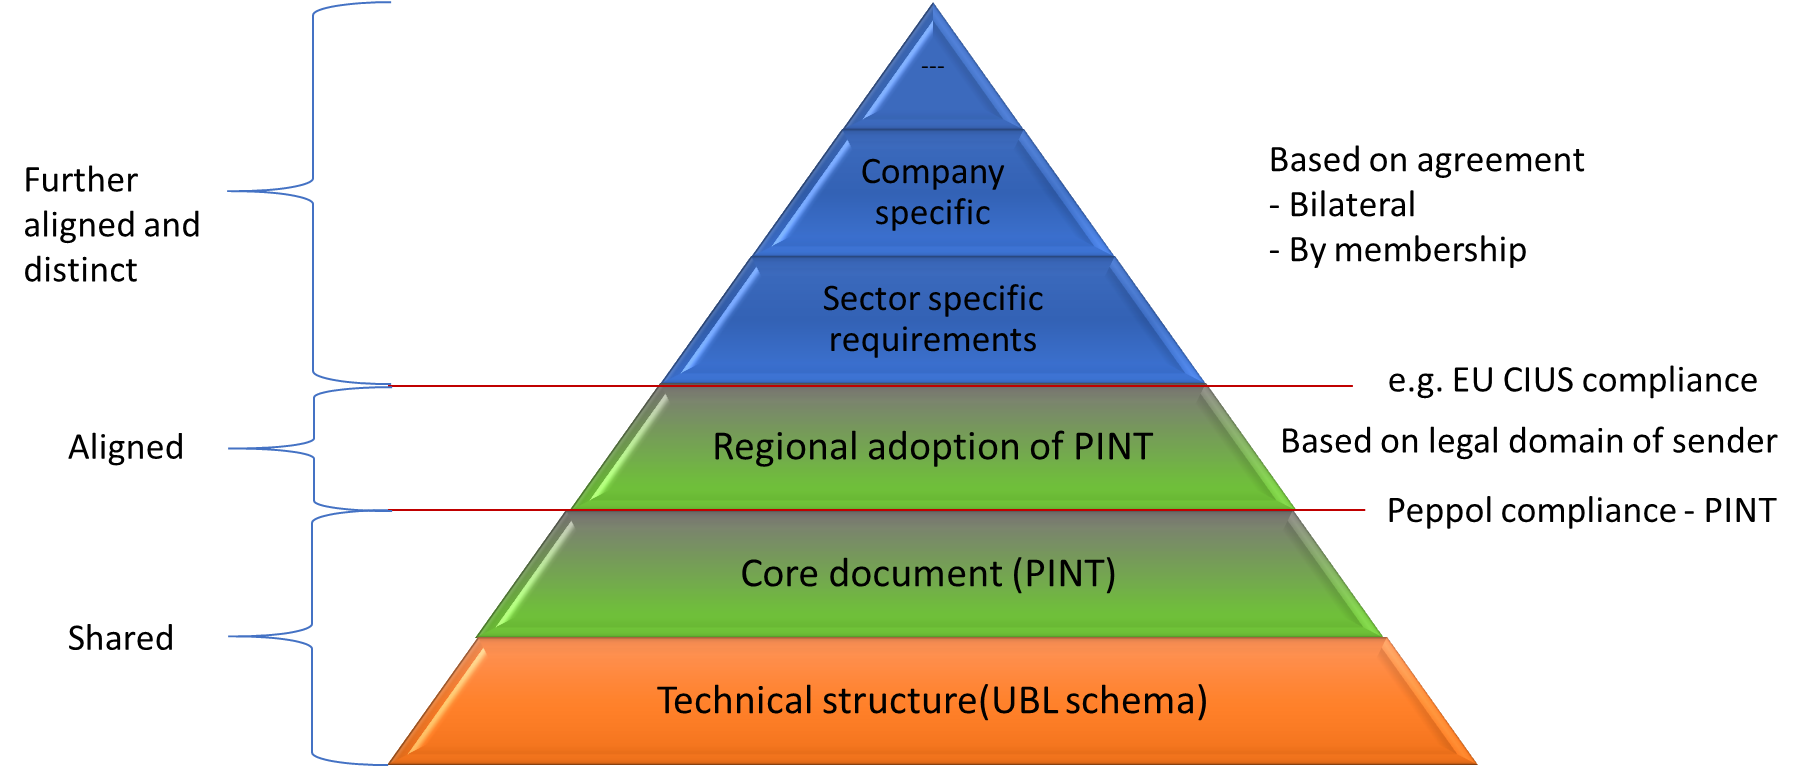 ---
Company
specific
Sector specific
requirements
Regional adoption of PINT
Core document (PINT)
Technical structure(UBL schema)
Further
aligned and
distinct
Aligned
Shared
Based on agreement
- Bilateral
- By membership
e.g. EU CIUS compliance
Based on legal domain of sender
Peppol compliance - PINT